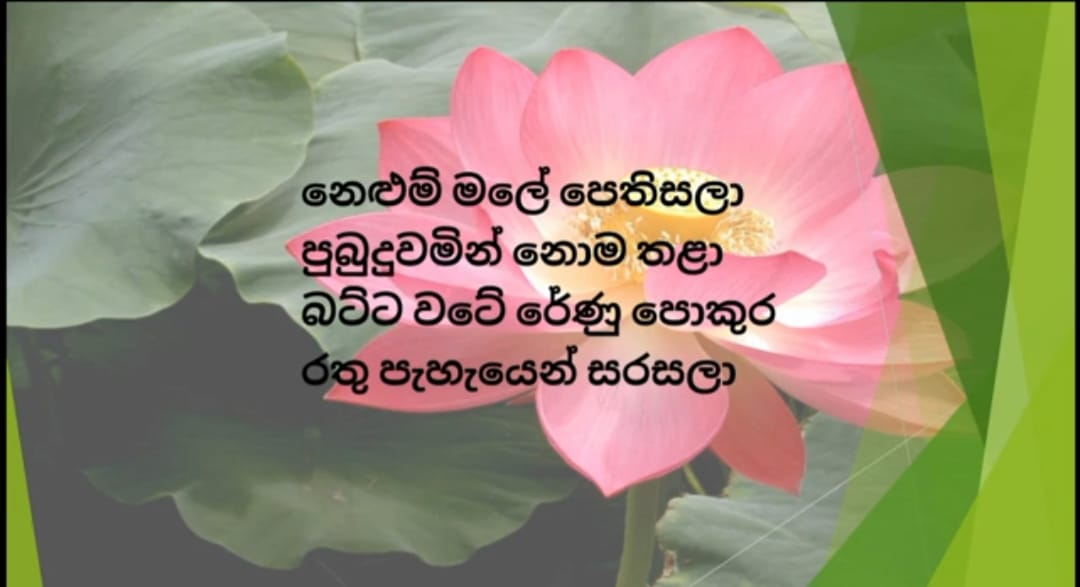 නෙළුම් මලේ පෙතිසලා
පුබුදුවමින් නොම තළා
බට්ට වටේ රේණු පොකුර
රතු පැහැයෙන් සරසලා